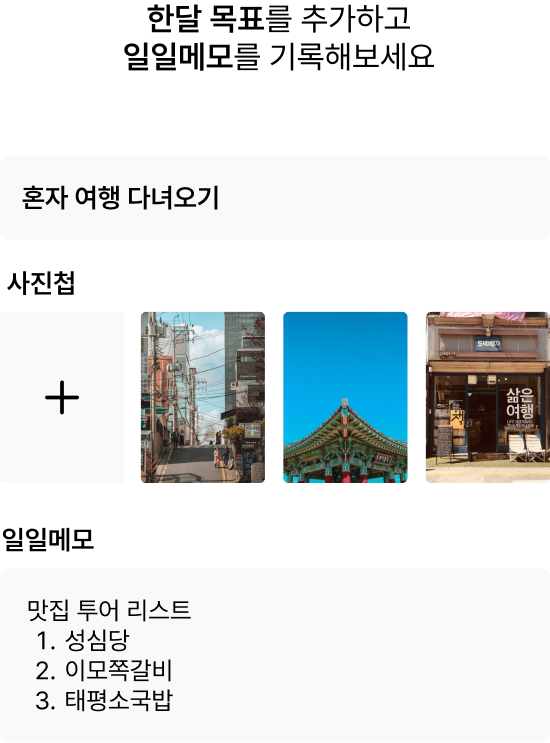 한달 목표를 추가하고
일일메모를 기록해보세요
혼자 여행 다녀오기
사진첩
삶은
여행
일일메모
맛집 투어 리스트
1. 성심당
2. 이모쪽갈비
3. 태평소국밥